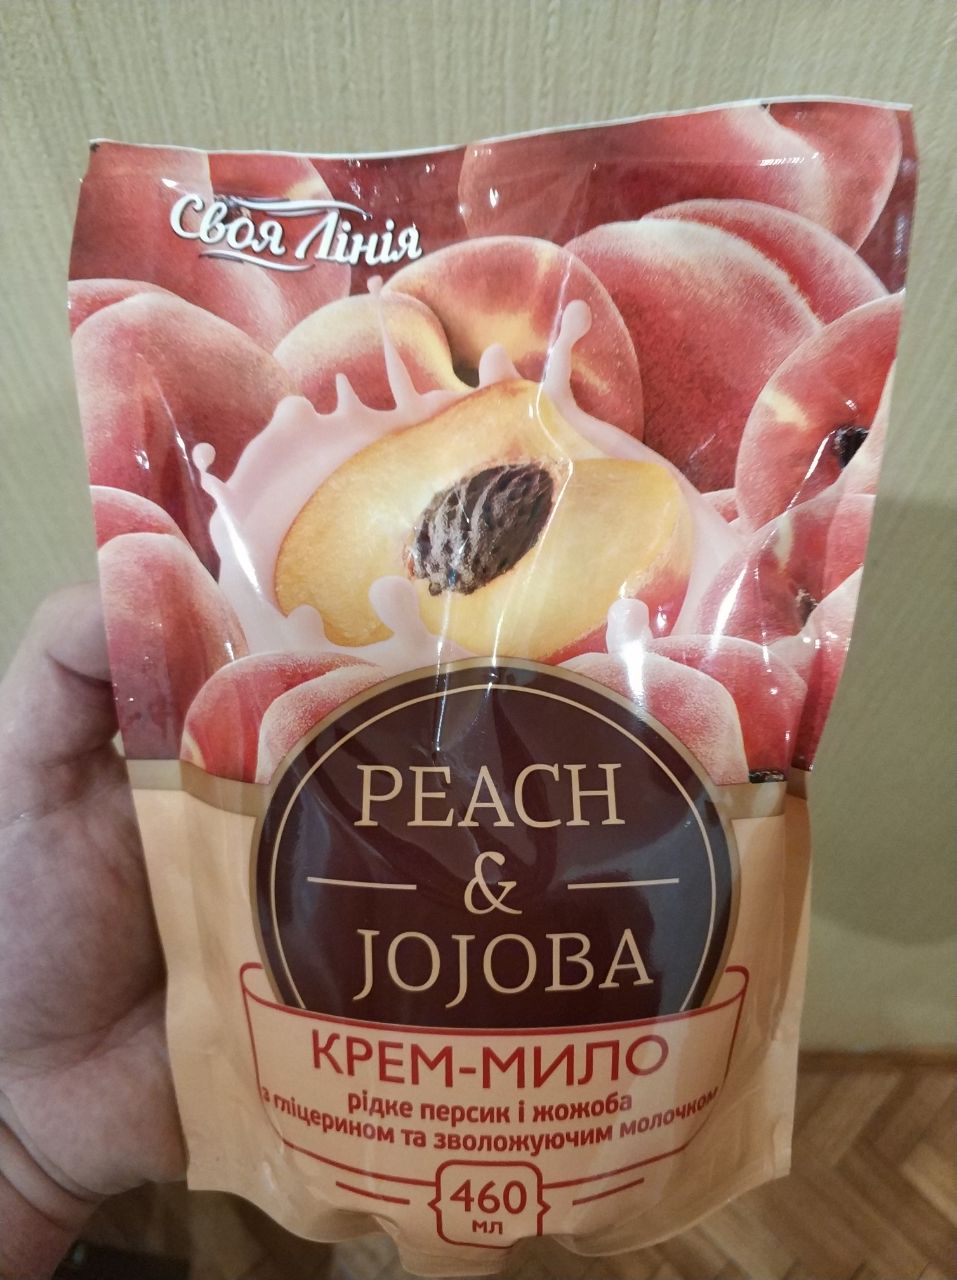 Своя Лінія
PEACH
&
JOJOBA
КРЕМ-МИЛО
рідке персик і жожоба
з гліцерином та зволожуючим молочком
460
мл